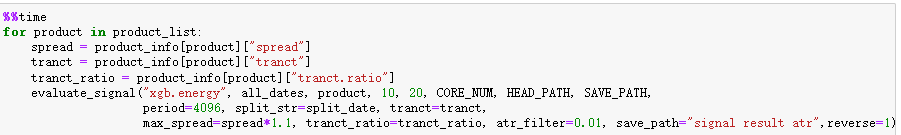 %%time
for product in product_list:
    spread = product_info[product]["spread"]
    tranct = product_info[product]["tranct"]
    tranct_ratio = product_info[product]["tranct.ratio"]
    evaluate_signal("xgb.energy", all_dates, product, 10, 20, CORE_NUM, HEAD_PATH, SAVE_PATH,
                    period=4096, split_str=split_date, tranct=tranct,
                    max_spread=spread*1.1, tranct_ratio=tranct_ratio, atr_filter=0.01, save_path="signal result atr",reverse=1)